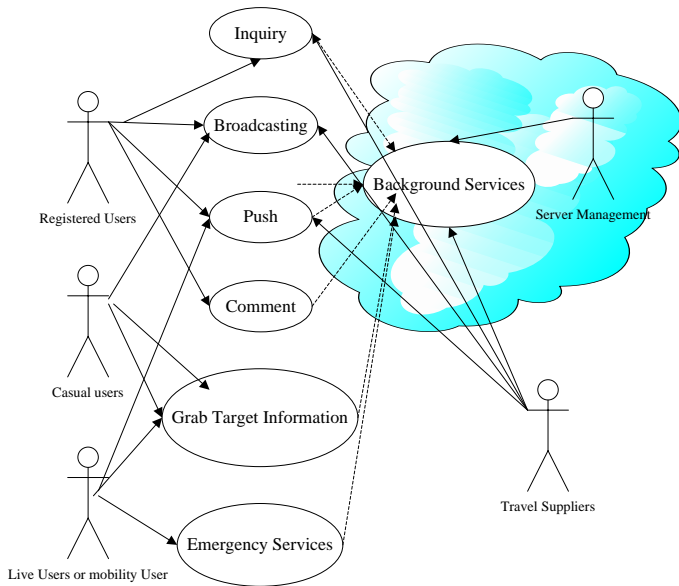 Inquiry
Broadcasting
Background Services
Registered Users
Push
Server Management
Comment
Casual users
Grab Target Information
Travel Suppliers
Emergency Services
Live Users or mobility User